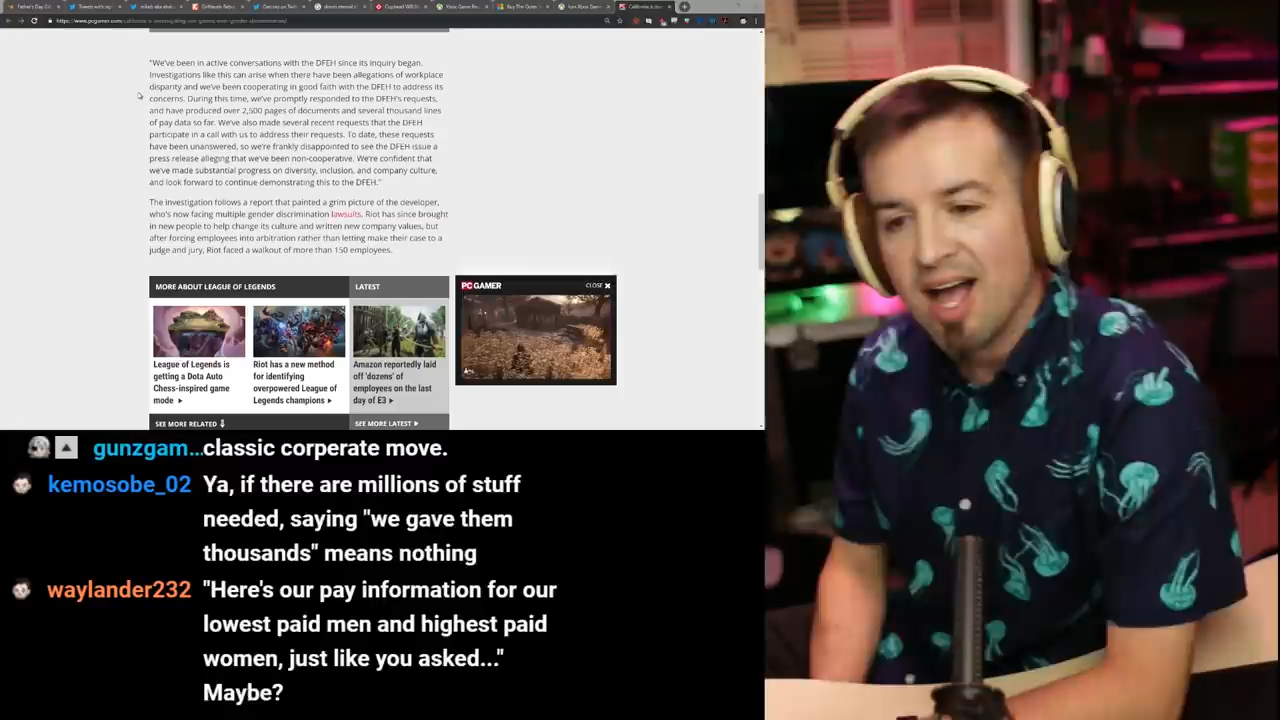 https://www.pcgamer.com/california-is-investigating-riot-games-over-gender-discrimination/
"We've been in active conversations with the DFEH since its inquiry began.
Investigations like this can arise when there have been allegations of workplace
disparity and we've been cooperating in good faith with the DFEH to address its
concerns. During this time, we've promptly responded to the DFEH's requests,
and have produced over 2,500 pages of documents and several thousand lines
of pay data so far. We've also made several recent requests that the DFEH
participate in a call with us to address their requests. To date, these requests
have been unanswered, so we're frankly disappointed to see the DFEH issue a
press release alleging that we've been non-cooperative. We're confident that
we've made substantial progress on diversity, inclusion, and company culture,
and look forward to continue demonstrating this to the DFEH."
The investigation follows a report that painted a grim picture of the developer,
who's now facing multiple gender discrimination lawsuits. Riot has since brought
in new people to help change its culture and written new company values, but
after forcing employees into arbitration rather than letting make their case to a
judge and jury, Riot faced a walkout of more than 150 employees.
MORE ABOUT LEAGUE OF LEGENDS
LATEST
PC GAMER
CLOSE
League of Legends is
getting a Dota Auto
Chess-inspired game
mode
Riot has a new method
for identifying
overpowered League of
Legends champions
Amazon reportedly laid
off 'dozens' of
employees on the last
day of E3
SEE MORE RELATED
SEE MORE LATEST
gunzgam...classic corperate move.
kemosobe_02 Ya, if there are millions of stuff
needed, saying "we gave them
thousands" means nothing
waylander232 "Here's our pay information for our
lowest paid men and highest paid
women, just like you asked..."
Maybe?